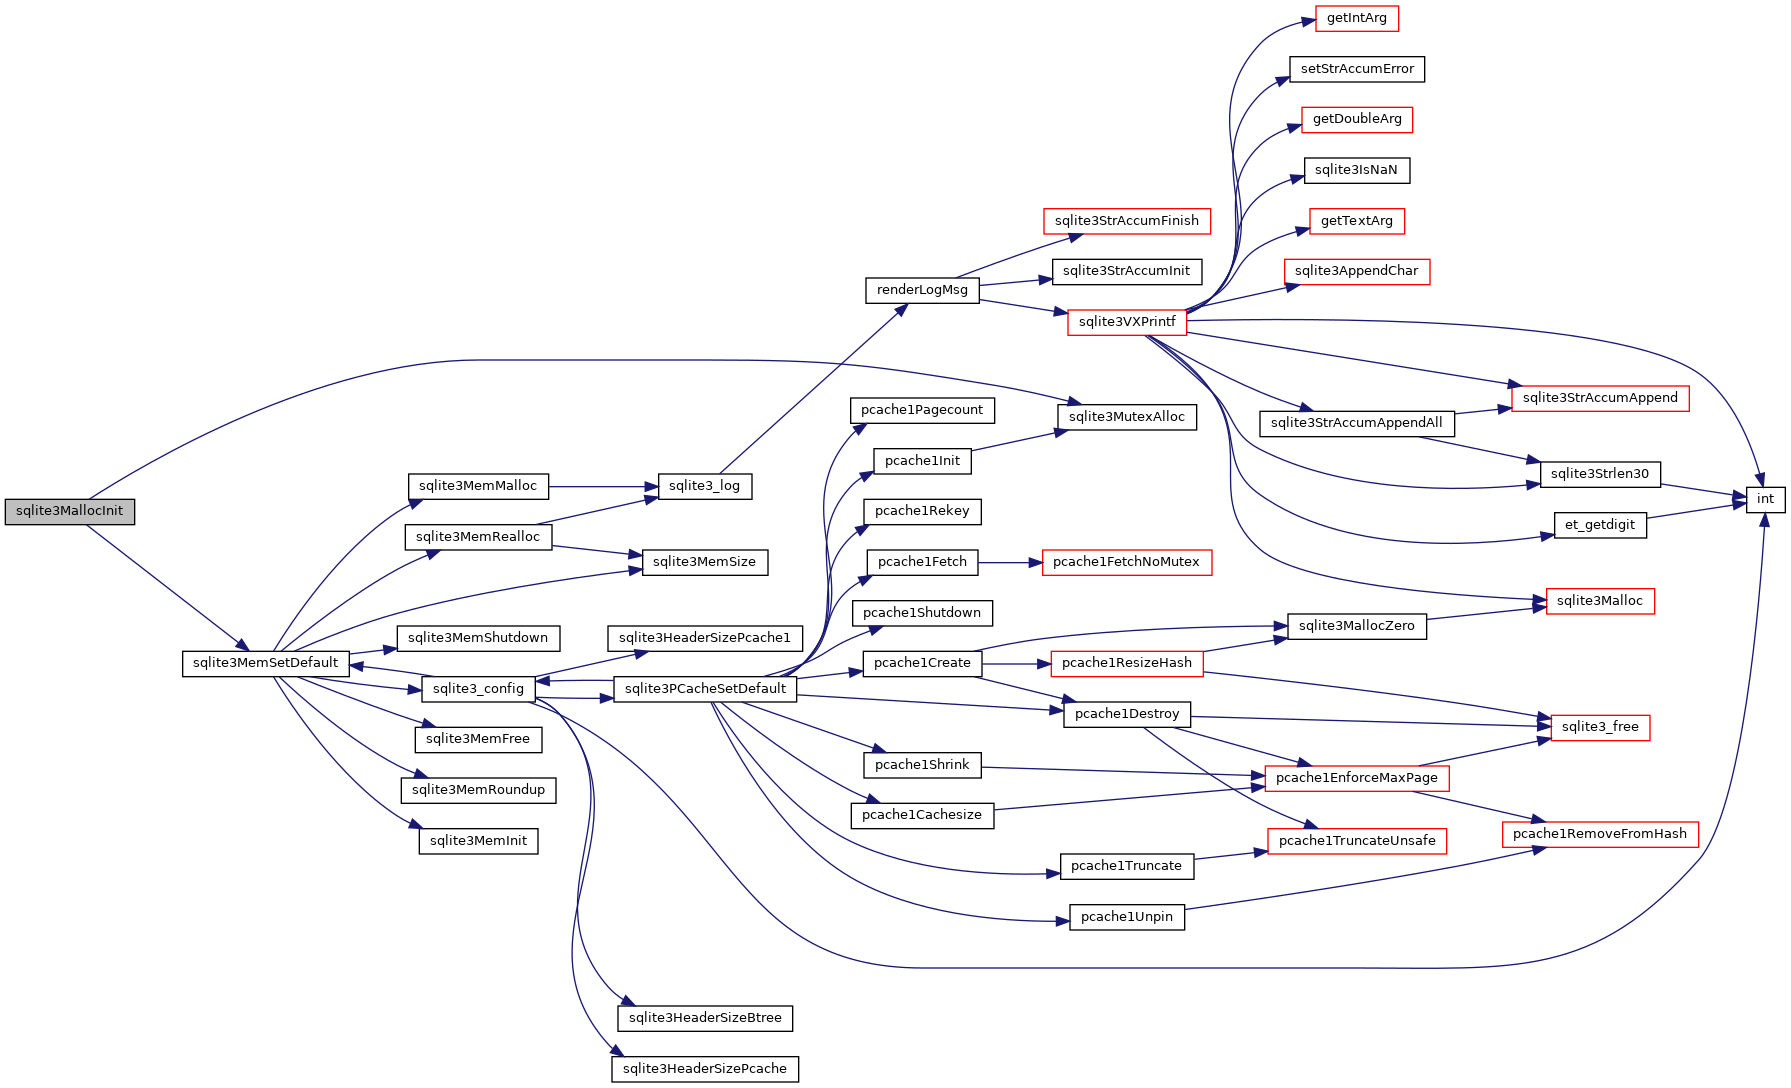 getIntArg
setStrAccumError
getDoubleArg
sqlite3IsNaN
sqlite3StrAccumFinish
getTextArg
sqlite3StrAccumInit
sqlite3AppendChar
renderLogMsg
sqlite3VXPrintf
sqlite3StrAccumAppend
pcache1Pagecount
sqlite3MutexAlloc
sqlite3StrAccumAppendAll
pcache1Init
sqlite3Strlen30
sqlite3MemMalloc
sqlite3_log
int
sqlite3MallocInit
pcache1Rekey
et_getdigit
sqlite3MemRealloc
sqlite3MemSize
pcache1Fetch
pcache1FetchNoMutex
sqlite3Malloc
pcache1Shutdown
sqlite3MallocZero
sqlite3MemShutdown
sqlite3HeaderSizePcache1
sqlite3MemSetDefault
pcache1Create
pcache1ResizeHash
sqlite3_config
sqlite3PCacheSetDefault
pcache1Destroy
sqlite3_free
sqlite3MemFree
pcache1Shrink
pcache1EnforceMaxPage
sqlite3MemRoundup
pcache1Cachesize
pcache1RemoveFromHash
sqlite3MemInit
pcache1TruncateUnsafe
pcache1Truncate
pcache1Unpin
sqlite3HeaderSizeBtree
sqlite3HeaderSizePcache